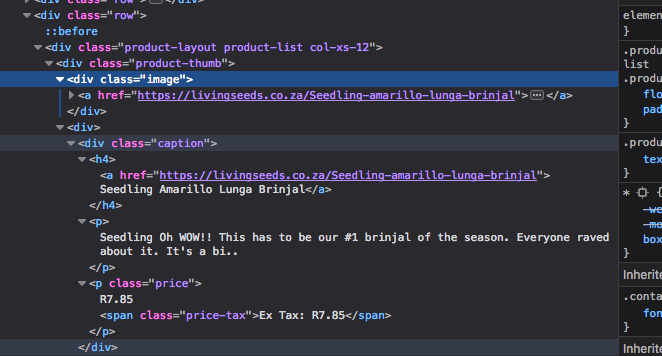 <div class="row">…</div>
<div class="row">
::before
<div class="product-layout product-list col-xs-12">
<div class="product-thumb">
<div class="image">
<a href="https://livingseeds.co.za/Seedling-amarillo-lunga-brinjal">…</a>
</div>
<div>
<div class="caption">
<h4>
<a href="https://livingseeds.co.za/Seedling-amarillo-lunga-brinjal">
Seedling Amarillo Lunga Brinjal</a>
</h4>
<p>
Seedling Oh WOW!! This has to be our #1 brinjal of the season. Everyone raved
about it. It's a bi..
</p>
<p class="price">
R7.85
<span class="price-tax">Ex Tax: R7.85</span>
</p>
</div>
elemen
}
.produ
list
.produ
flo
pad
}
.produ
tex
}
* {
-we
-mo
box
}
Inherite
.conta
fon
}
Inherite